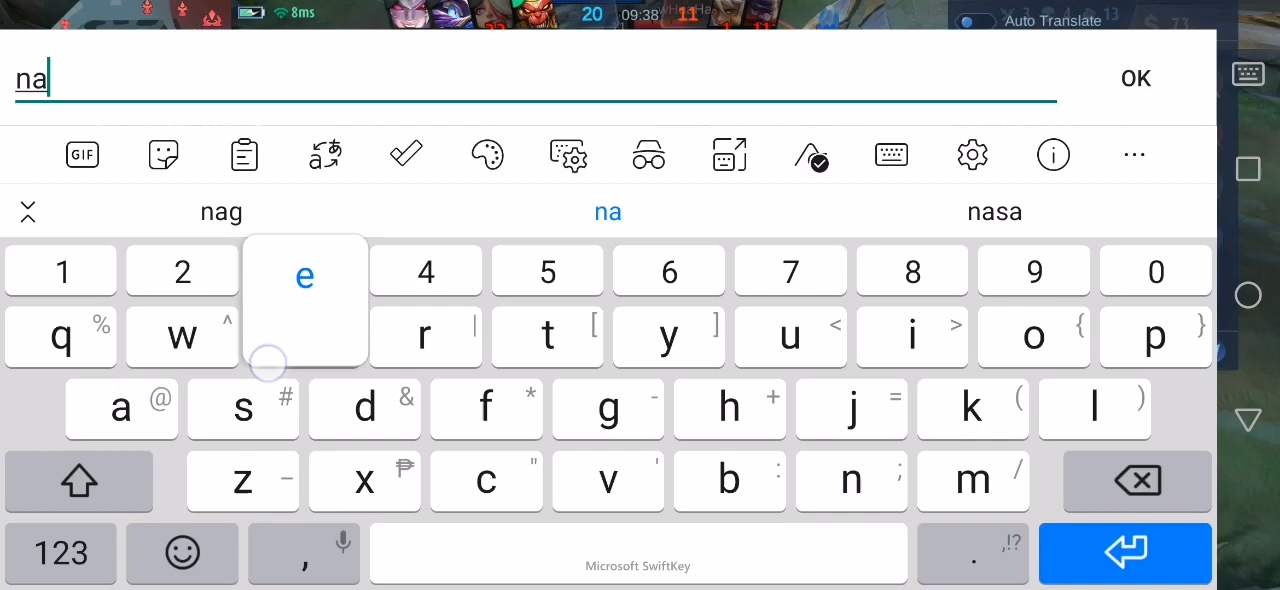 8ms 20 09:38 11 Auto Translate
na OK
GIF
nag na nasa
1 2 e 4 5 6 7 8 9 0
q % w ^ r | t [ y ] u < i > o { p }
a @ s # d & f * g - h + j = k ( l )
z – x ₱ c " v ' b : n ; m /
123 , Microsoft SwiftKey . ,!?